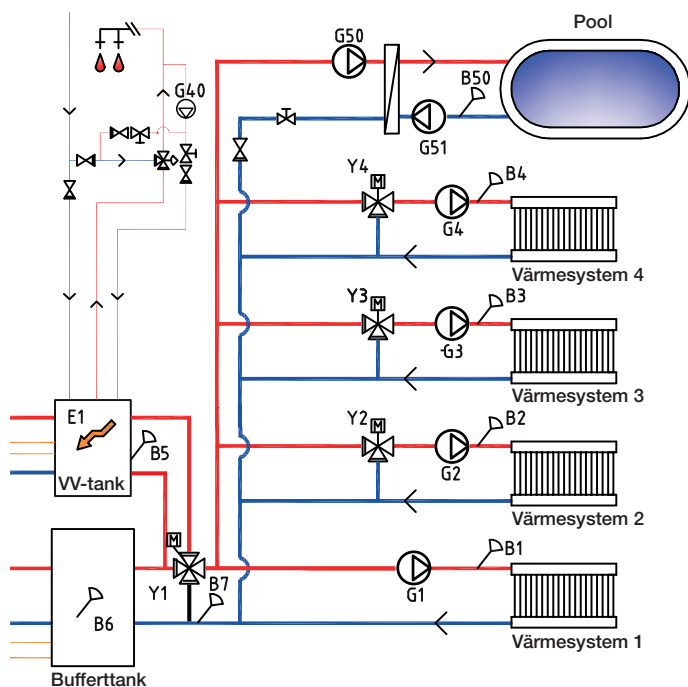 Pool
G50
B50
G40
G51
Y4
M
B4
G4
Värmesystem 4
Y3
M
B3
-G3
Värmesystem 3
Y2
M
B2
G2
Värmesystem 2
E1
B5
VV-tank
M
Y1
B7
B1
G1
B6
Värmesystem 1
Bufferttank